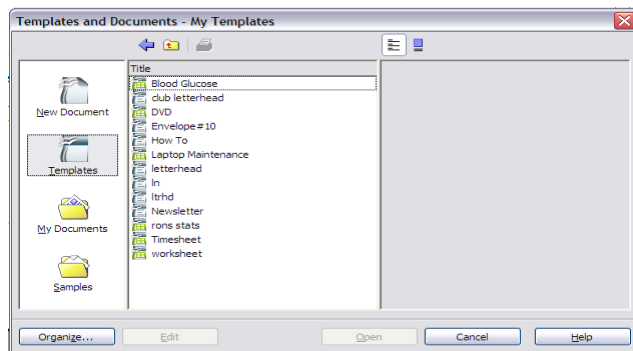 Templates and Documents - My Templates
Title
New Document
Templates
My Documents
Samples
Blood Glucose
club letterhead
DVD
Envelope#10
How To
Laptop Maintenance
letterhead
ln
ltrhd
Newsletter
rons stats
Timesheet
worksheet
Organize...
Edit
Open
Cancel
Help